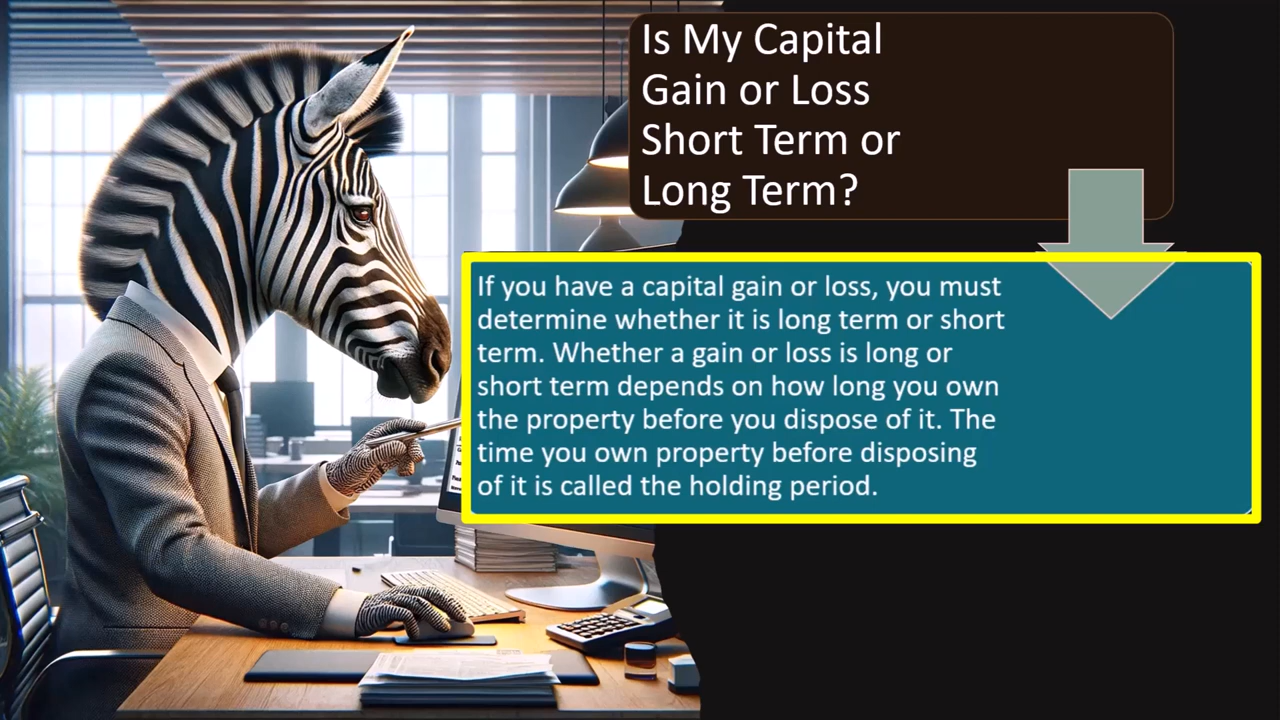 Is My Capital
Gain or Loss
Short Term or
Long Term?
If you have a capital gain or loss, you must
determine whether it is long term or short
term. Whether a gain or loss is long or
short term depends on how long you own
the property before you dispose of it. The
time you own property before disposing
of it is called the holding period.